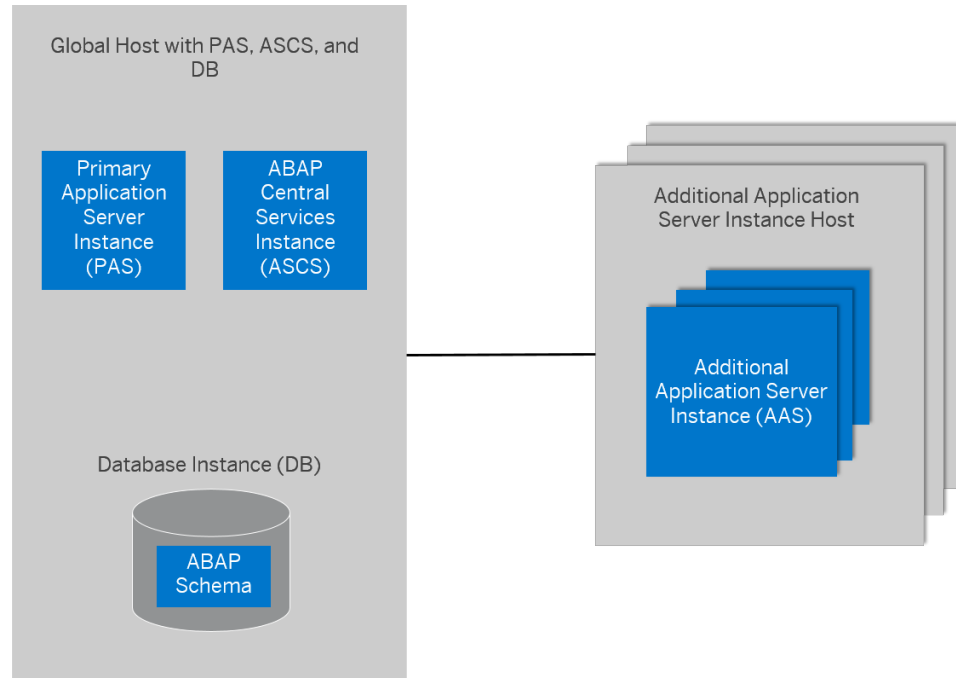 Global Host with PAS, ASCS, and
DB
Primary
Application
Server
Instance
(PAS)
ABAP
Central
Services
Instance
(ASCS)
Database Instance (DB)
ABAP
Schema
Additional Application
Server Instance Host
Additional
Application Server
Instance (AAS)